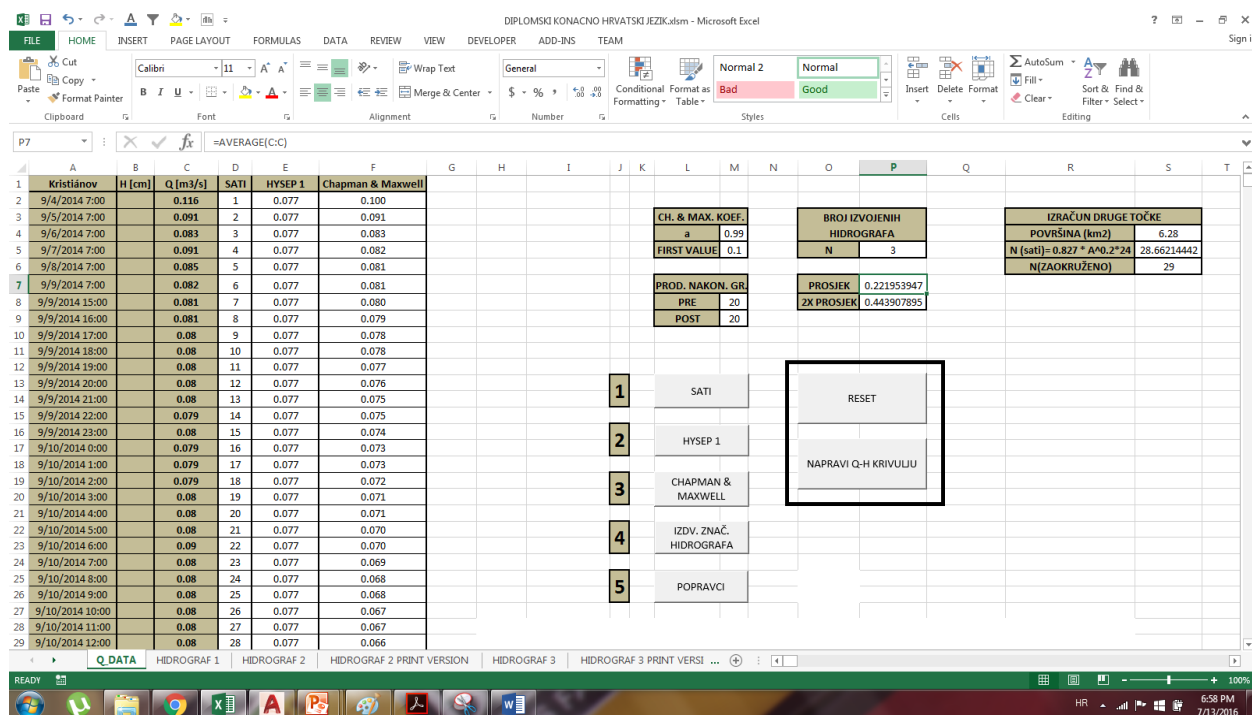 DIPLOMSKI KONACNO HRVATSKI JEZIK.xlsm - Microsoft Excel
FILE HOME INSERT PAGE LAYOUT FORMULAS DATA REVIEW VIEW DEVELOPER ADD-INS TEAM Sign i
Paste Cut Copy Format Painter
Calibri 11 A A Wrap Text General
B I U A Merge & Center $ % , .00
Conditional Formatting Format as Table Normal 2 Normal Bad Good
Insert Delete Format
AutoSum Fill Clear Sort & Filter Find & Select
Clipboard Font Alignment Number Styles Cells Editing
P7 fx =AVERAGE(C:C)
A B C D E F G H I J K L M N O P Q R S T
1 Kristiánov H [cm] Q [m3/s] SATI HYSEP 1 Chapman & Maxwell
2 9/4/2014 7:00 0.116 1 0.077 0.100
3 9/5/2014 7:00 0.091 2 0.077 0.091 CH. & MAX. KOEF. BROJ IZVOJENIH IZRAČUN DRUGE TOČKE
4 9/6/2014 7:00 0.083 3 0.077 0.083 a 0.99 HIDROGRAFA POVRŠINA (km2) 6.28
5 9/7/2014 7:00 0.091 4 0.077 0.082 FIRST VALUE 0.1 N 3 N (sati)= 0.827 * A^0.2*24 28.66214442
6 9/8/2014 7:00 0.085 5 0.077 0.081 N(ZAOKRUŽENO) 29
7 9/9/2014 7:00 0.082 6 0.077 0.081 PROD. NAKON. GR. PROSJEK 0.221953947
8 9/9/2014 15:00 0.081 7 0.077 0.080 PRE 20 2X PROSJEK 0.443907895
9 9/9/2014 16:00 0.081 8 0.077 0.079 POST 20
10 9/9/2014 17:00 0.08 9 0.077 0.078
11 9/9/2014 18:00 0.08 10 0.077 0.078
12 9/9/2014 19:00 0.08 11 0.077 0.077
13 9/9/2014 20:00 0.08 12 0.077 0.076 1 SATI
14 9/9/2014 21:00 0.08 13 0.077 0.075 RESET
15 9/9/2014 22:00 0.079 14 0.077 0.075
16 9/9/2014 23:00 0.08 15 0.077 0.074 2 HYSEP 1
17 9/10/2014 0:00 0.079 16 0.077 0.073
18 9/10/2014 1:00 0.079 17 0.077 0.073 NAPRAVI Q-H KRIVULJU
19 9/10/2014 2:00 0.079 18 0.077 0.072 3 CHAPMAN &
20 9/10/2014 3:00 0.08 19 0.077 0.071 MAXWELL
21 9/10/2014 4:00 0.08 20 0.077 0.071
22 9/10/2014 5:00 0.08 21 0.077 0.070 4 IZDV. ZNAČ.
23 9/10/2014 6:00 0.09 22 0.077 0.070 HIDROGRAFA
24 9/10/2014 7:00 0.08 23 0.077 0.069
25 9/10/2014 8:00 0.08 24 0.077 0.068 5 POPRAVCI
26 9/10/2014 9:00 0.08 25 0.077 0.068
27 9/10/2014 10:00 0.08 26 0.077 0.067
28 9/10/2014 11:00 0.08 27 0.077 0.067
29 9/10/2014 12:00 0.08 28 0.077 0.066
Q_DATA HIDROGRAF 1 HIDROGRAF 2 HIDROGRAF 2 PRINT VERSION HIDROGRAF 3 HIDROGRAF 3 PRINT VERSI ...
READY 100%
HR 6:58 PM
7/13/2016